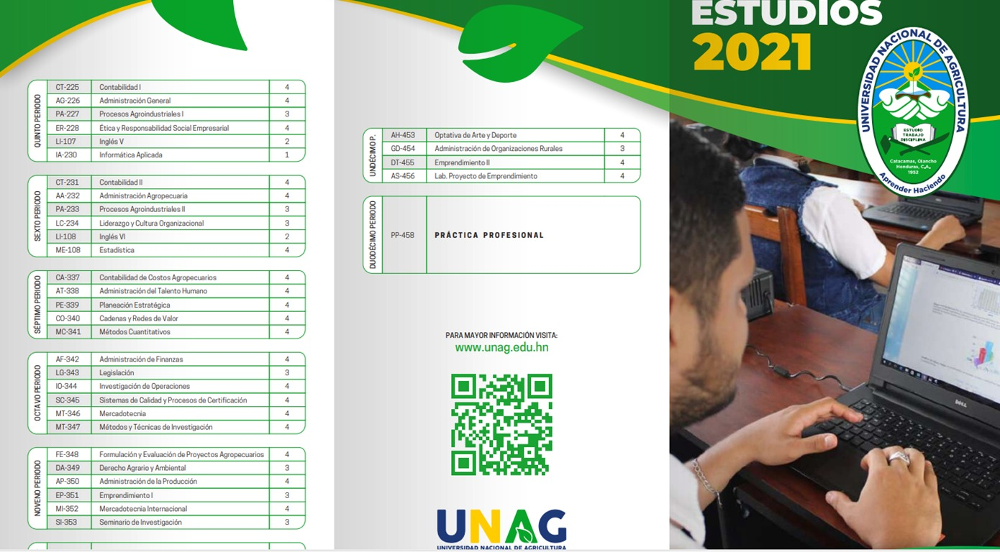 QUINTO PERIODO
CT-225 Contabilidad I 4
AG-226 Administración General 4
PA-227 Procesos Agroindustriales I 3
ER-228 Ética y Responsabilidad Social Empresarial 4
LI-107 Inglés V 2
IA-230 Informática Aplicada 1
SEXTO PERIODO
CT-231 Contabilidad II 4
AA-232 Administración Agropecuaria 4
PA-233 Procesos Agroindustriales II 3
LC-234 Liderazgo y Cultura Organizacional 3
LI-108 Inglés VI 2
ME-108 Estadística 4
SÉPTIMO PERIODO
CA-337 Contabilidad de Costos Agropecuarios 4
AT-338 Administración del Talento Humano 4
PE-339 Planeación Estratégica 4
CO-340 Cadenas y Redes de Valor 4
MC-341 Métodos Cuantitativos 4
OCTAVO PERIODO
AF-342 Administración de Finanzas 4
LG-343 Legislación 3
IO-344 Investigación de Operaciones 4
SC-345 Sistemas de Calidad y Procesos de Certificación 4
MT-346 Mercadotecnia 4
MT-347 Métodos y Técnicas de Investigación 4
NOVENO PERIODO
FE-348 Formulación y Evaluación de Proyectos Agropecuarios 4
DA-349 Derecho Agrario y Ambiental 3
AP-350 Administración de la Producción 4
EP-351 Emprendimiento I 3
MI-352 Mercadotecnia Internacional 4
SI-353 Seminario de Investigación 3
UNDÉCIMO P.
AH-453 Optativa de Arte y Deporte 4
GD-454 Administración de Organizaciones Rurales 3
DT-455 Emprendimiento II 4
AS-456 Lab. Proyecto de Emprendimiento 4
DUODÉCIMO PERIODO
PP-458 PRÁCTICA PROFESIONAL
PARA MAYOR INFORMACIÓN VISITA:
www.unag.edu.hn
UNAG
UNIVERSIDAD NACIONAL DE AGRICULTURA
ESTUDIOS
2021
UNIVERSIDAD NACIONAL DE AGRICULTURA
ESTUDIO
TRABAJO
DISCIPLINA
Catacamas, Olancho
Honduras, C.A.
1952
Aprender Haciendo
DELL